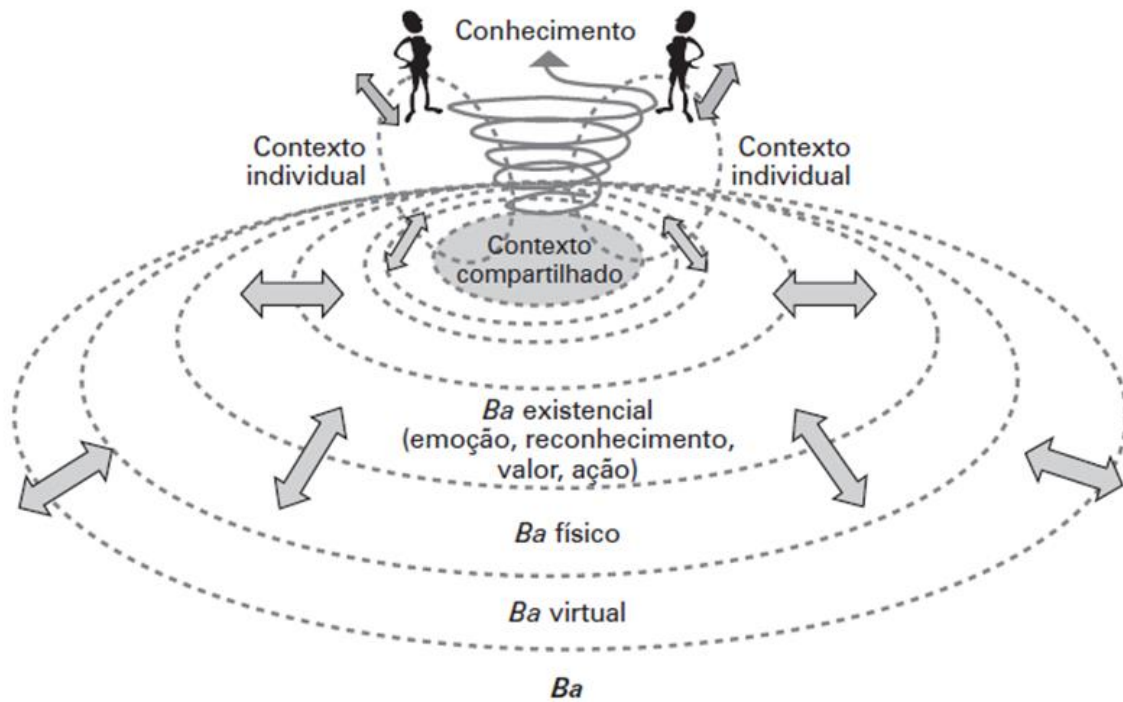 Conhecimento
Contexto
individual
Contexto
individual
Contexto
compartilhado
Ba existencial
(emoção, reconhecimento,
valor, ação)
Ba físico
Ba virtual
Ba